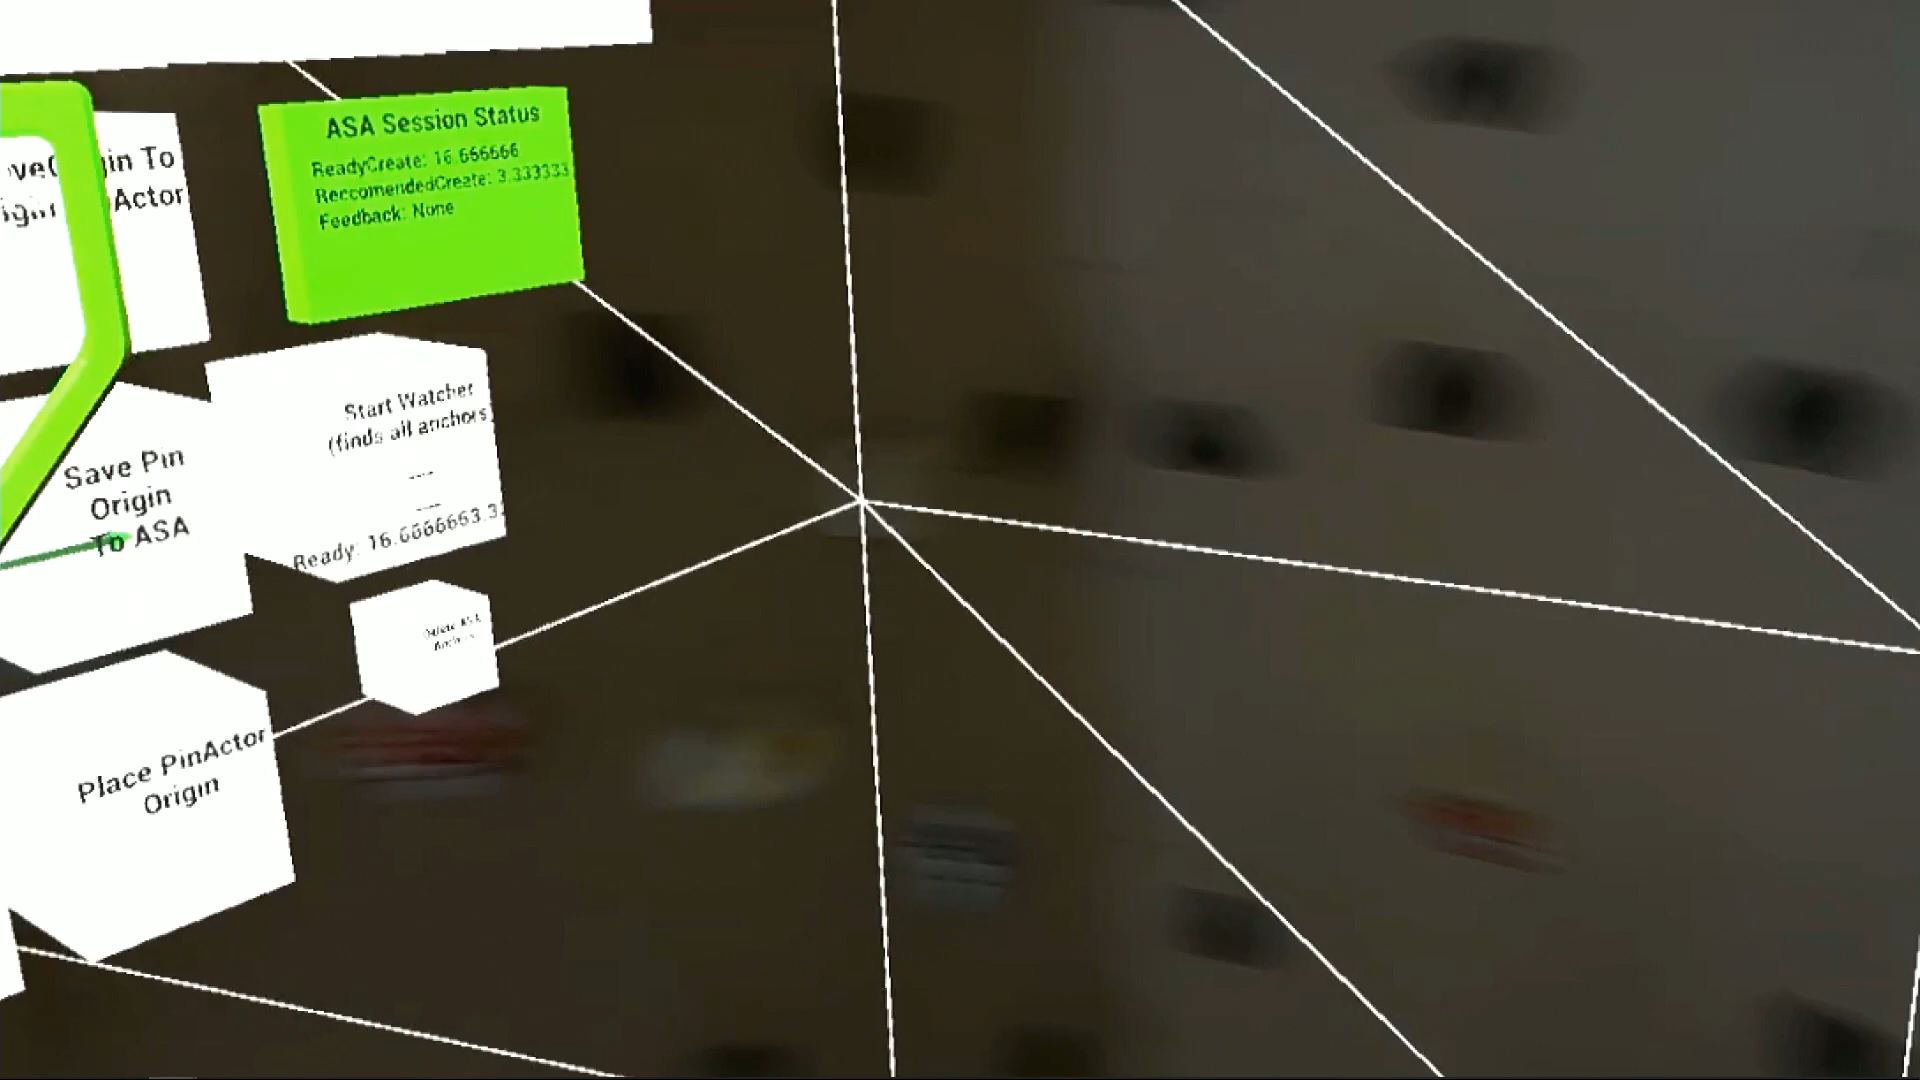 in To
Actor
ASA Session Status
ReadyCreate: 16.666666
ReccomendedCreate: 3.333333
Feedback: None
Start Watcher
(finds all anchors
----
----
Ready: 16.6666663.3
Save Pin
Origin
To ASA
Place PinActor
Origin